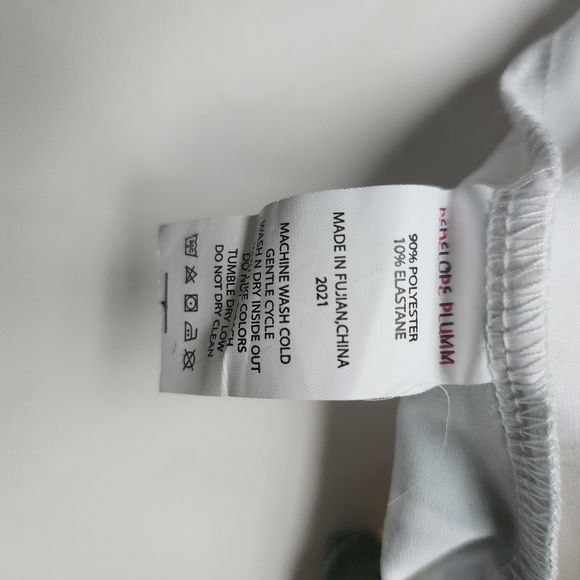 PENELOPE PLUMM
90% POLYESTER
10% ELASTANE
MADE IN FUJIAN,CHINA
2021
MACHINE WASH COLD
GENTLE CYCLE
WASH N DRY INSIDE OUT
COLORS
TUMBLE DRY LOW
DO NOT DRY CLEAN